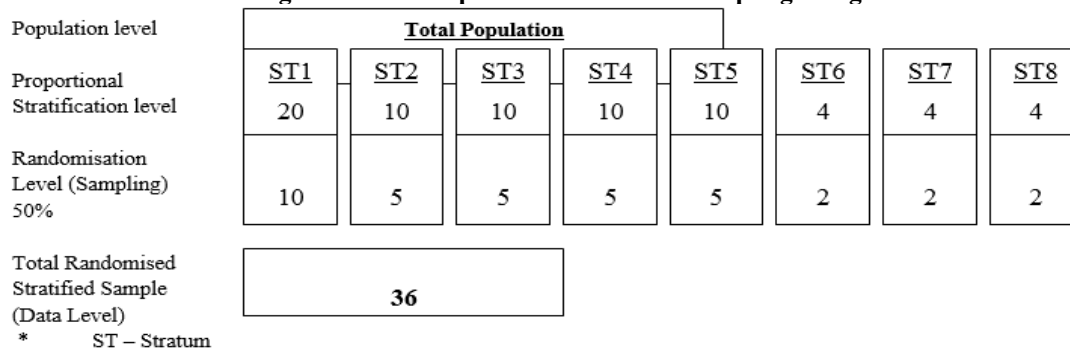 Population level
Total Population
Proportional
Stratification level
ST1 ST2 ST3 ST4 ST5 ST6 ST7 ST8
20 10 10 10 10 4 4 4
Randomisation
Level (Sampling)
50%
10 5 5 5 5 2 2 2
Total Randomised
Stratified Sample
(Data Level)
36
* ST – Stratum